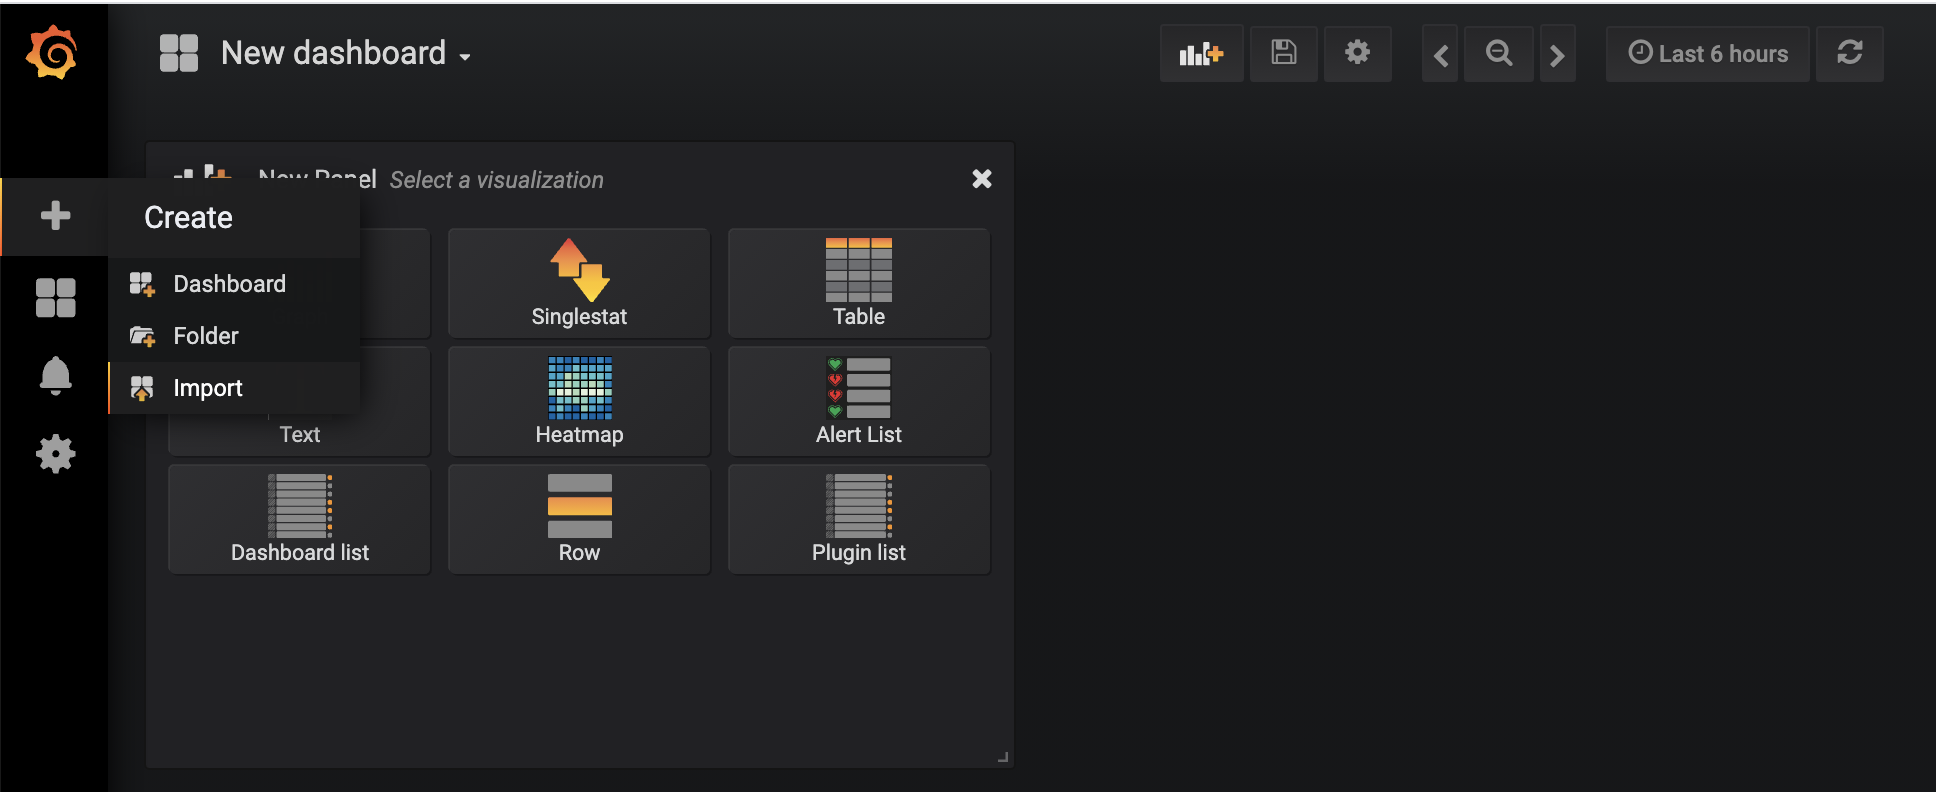 New dashboard
Last 6 hours
New Panel Select a visualization
Create
Dashboard
Folder
Import
Singlestat
Table
Text
Heatmap
Alert List
Dashboard list
Row
Plugin list